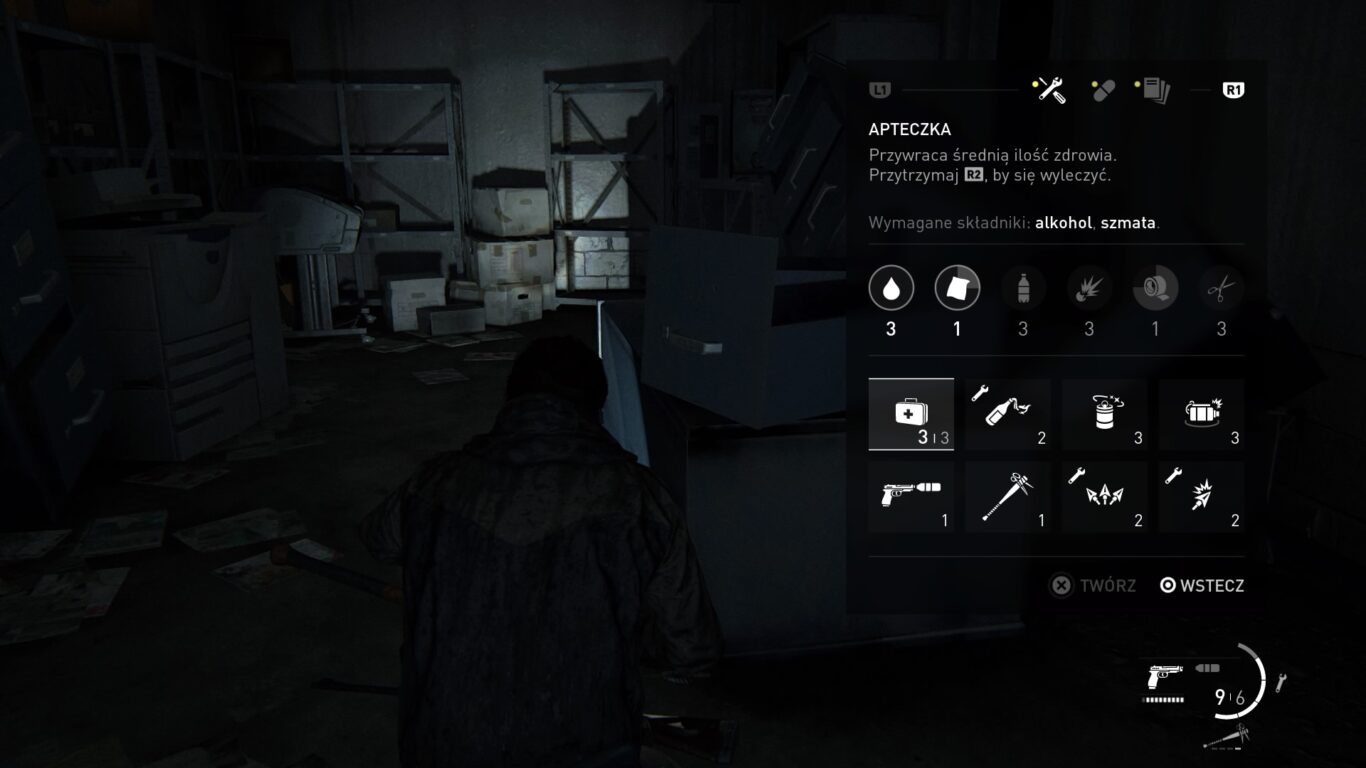 L1 R1
APTECZKA
Przywraca średnią ilość zdrowia.
Przytrzymaj R2, by się wyleczyć.
Wymagane składniki: alkohol, szmata.
3 1 3 3 1 3
3 | 3 2 3 3
1 1 2 2
TWÓRZ WSTECZ
9 | 6